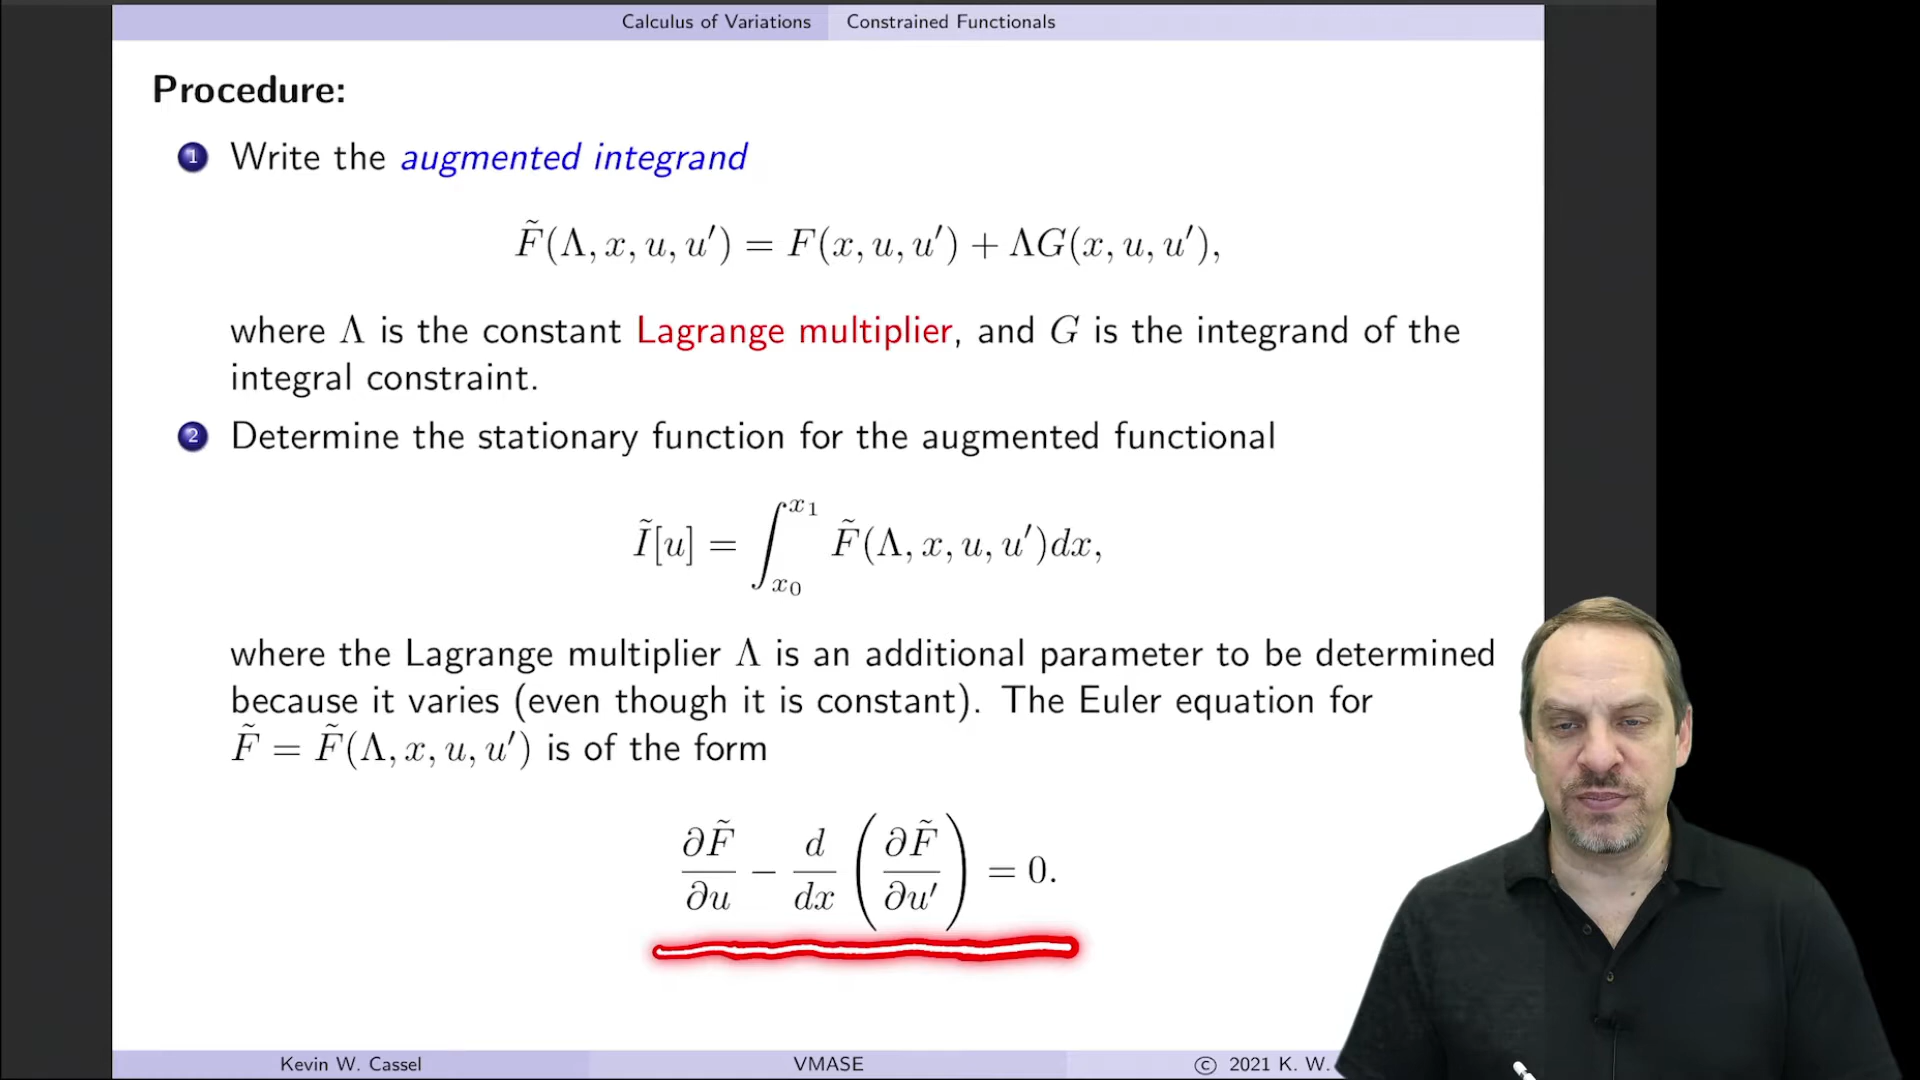 Calculus of Variations Constrained Functionals
Procedure:
1 Write the augmented integrand
F̃(Λ, x, u, u′) = F(x, u, u′) + ΛG(x, u, u′),
where Λ is the constant Lagrange multiplier, and G is the integrand of the
integral constraint.
2 Determine the stationary function for the augmented functional
Ĩ[u] = ∫_{x₀}^{x₁} F̃(Λ, x, u, u′)dx,
where the Lagrange multiplier Λ is an additional parameter to be determined
because it varies (even though it is constant). The Euler equation for
F̃ = F̃(Λ, x, u, u′) is of the form
∂F̃/∂u − d/dx (∂F̃/∂u′) = 0.
Kevin W. Cassel VMASE © 2021 K. W.